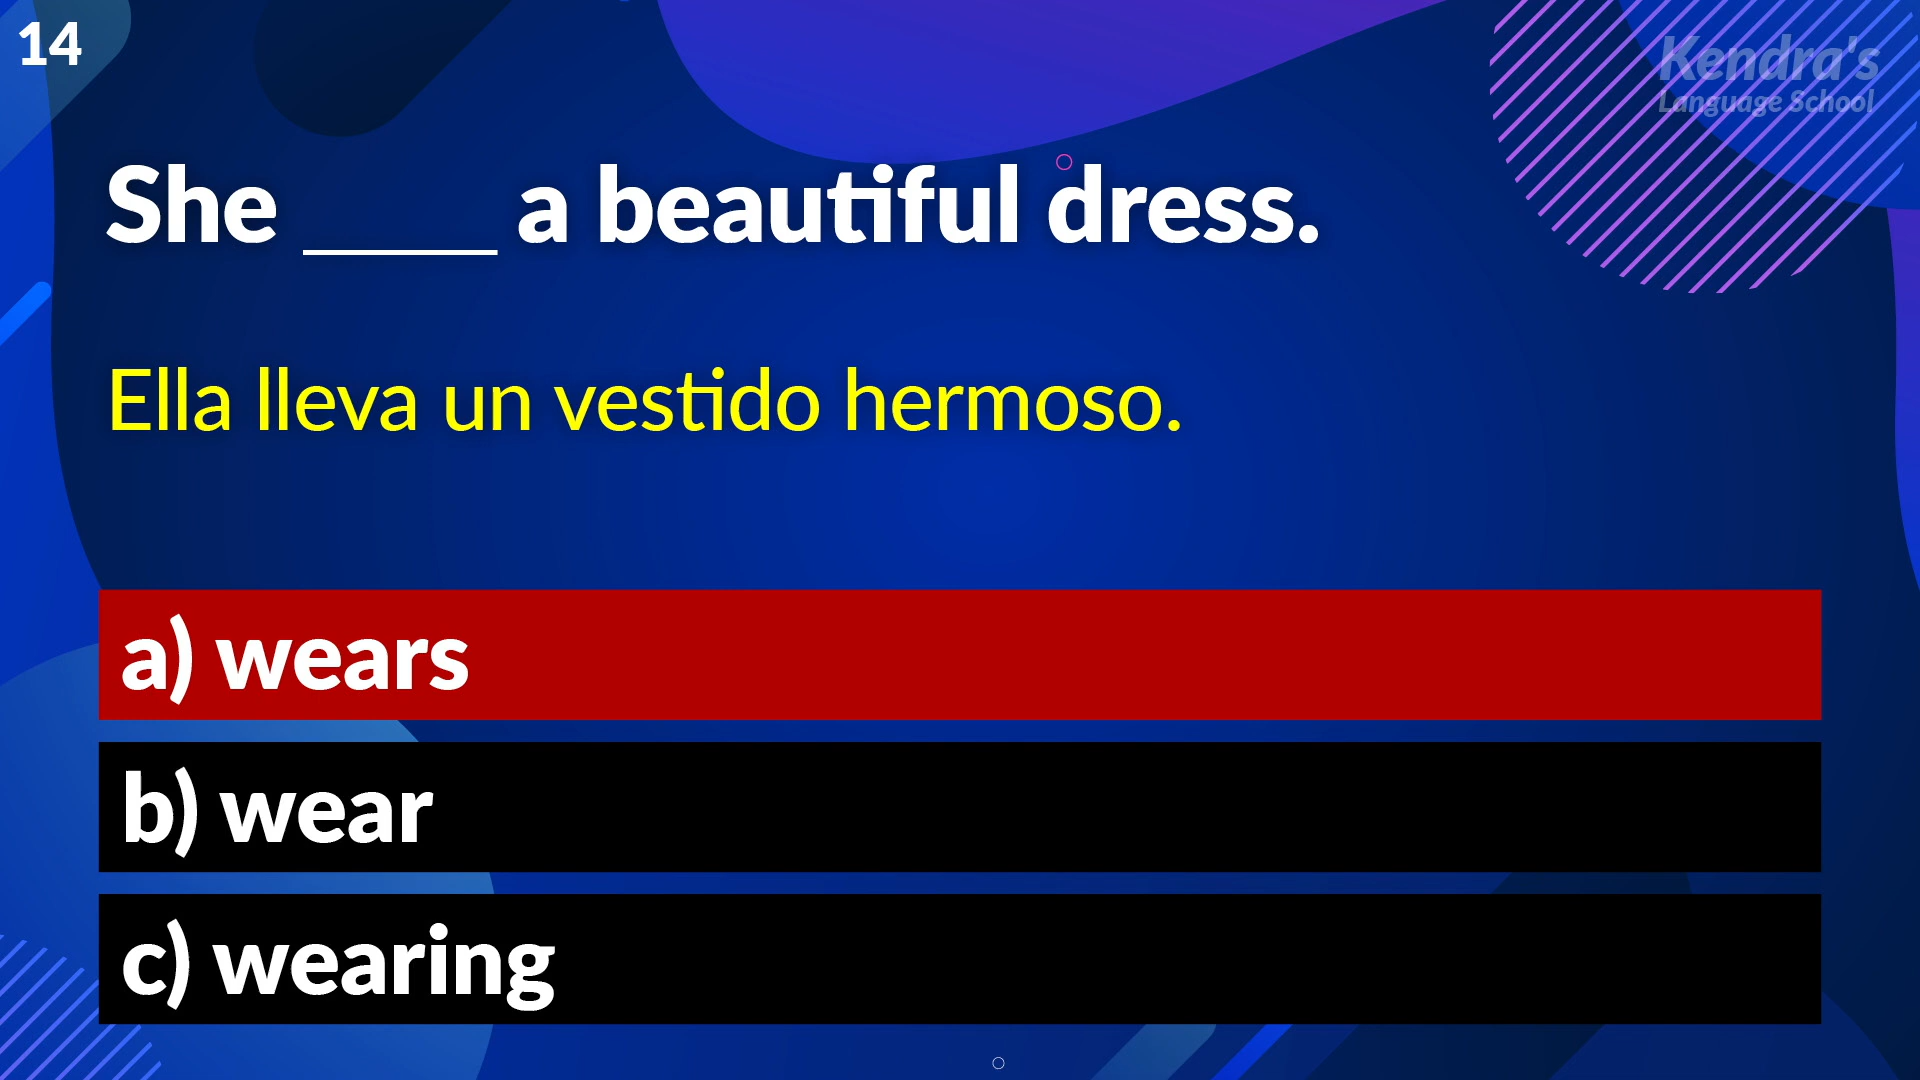 14
Kendra's
Language School
She ____ a beautiful dress.
Ella lleva un vestido hermoso.
a) wears
b) wear
c) wearing